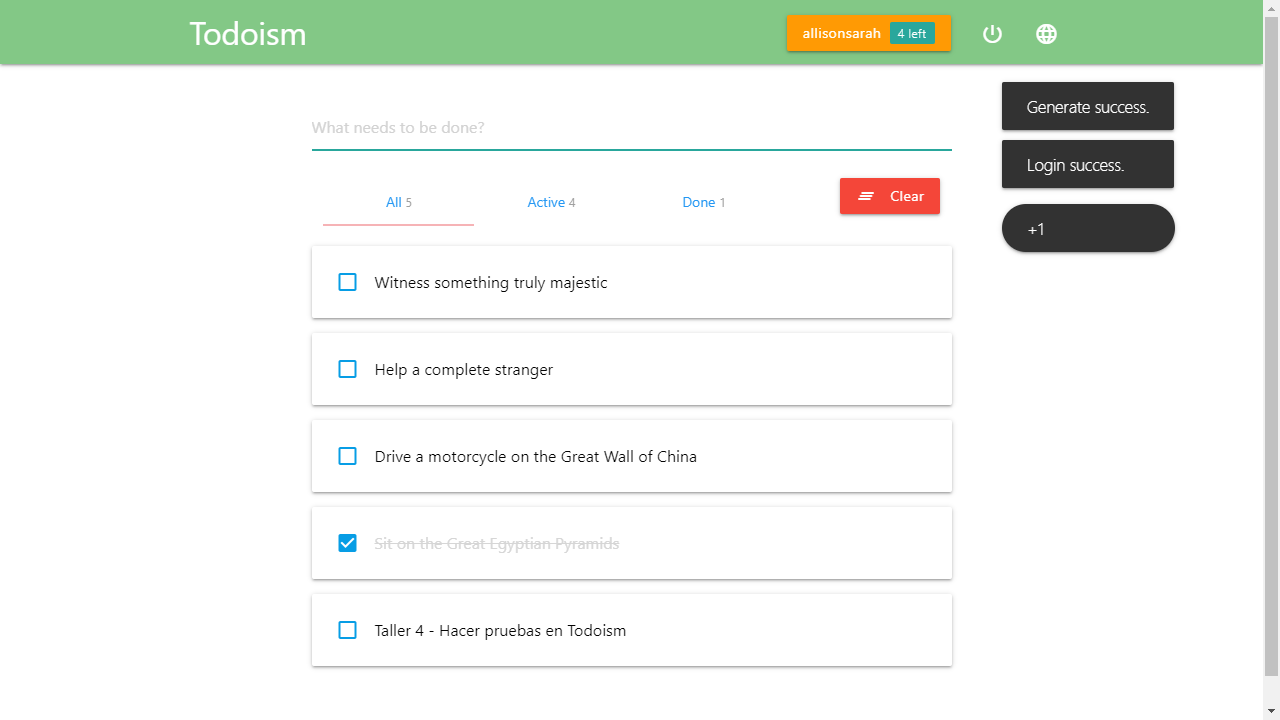 Todoism
allisonsarah 4 left
Generate success.
What needs to be done?
Login success.
All 5
Active 4
Done 1
Clear
+1
Witness something truly majestic
Help a complete stranger
Drive a motorcycle on the Great Wall of China
Sit on the Great Egyptian Pyramids
Taller 4 - Hacer pruebas en Todoism